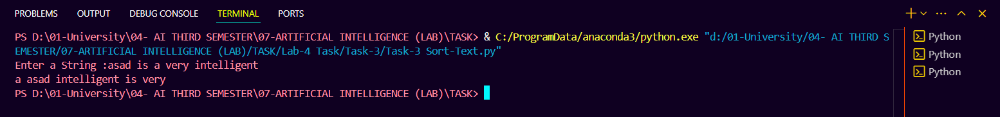 PROBLEMS OUTPUT DEBUG CONSOLE TERMINAL PORTS
PS D:\01-University\04- AI THIRD SEMESTER\07-ARTIFICIAL INTELLIGENCE (LAB)\TASK> & C:/ProgramData/anaconda3/python.exe "d:/01-University/04- AI THIRD S
EMESTER/07-ARTIFICIAL INTELLIGENCE (LAB)/TASK/Lab-4 Task/Task-3/Task-3 Sort-Text.py"
Enter a String :asad is a very intelligent
a asad intelligent is very
PS D:\01-University\04- AI THIRD SEMESTER\07-ARTIFICIAL INTELLIGENCE (LAB)\TASK>
Python
Python
Python